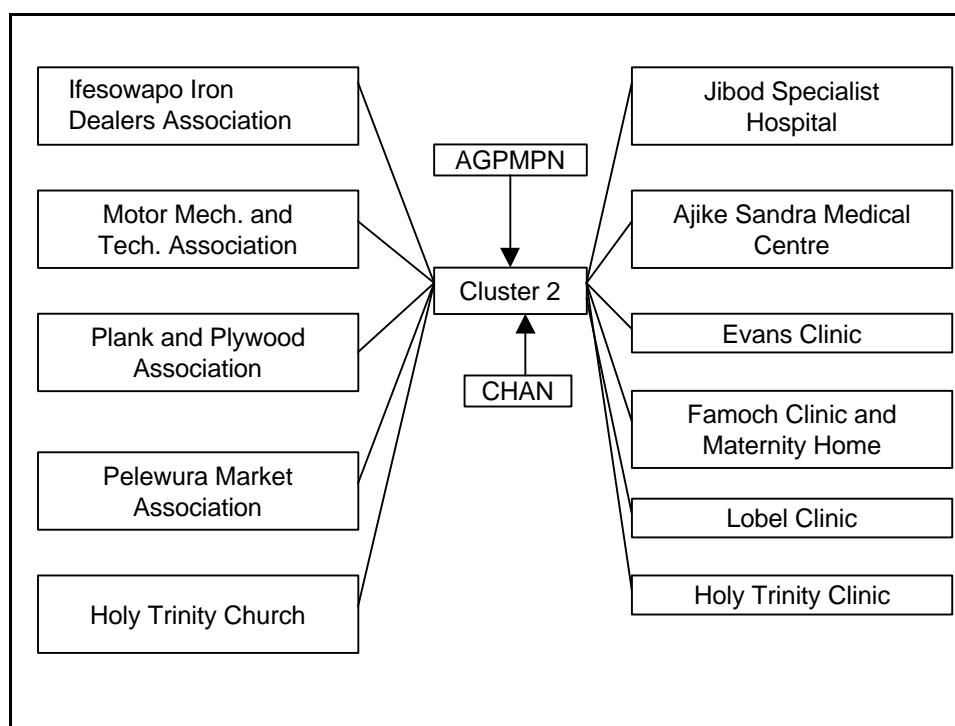 Ifesowapo Iron
Dealers Association
Motor Mech. and
Tech. Association
Plank and Plywood
Association
Pelewura Market
Association
Holy Trinity Church
AGPMPN
Cluster 2
CHAN
Jibod Specialist
Hospital
Ajike Sandra Medical
Centre
Evans Clinic
Famoch Clinic and
Maternity Home
Lobel Clinic
Holy Trinity Clinic